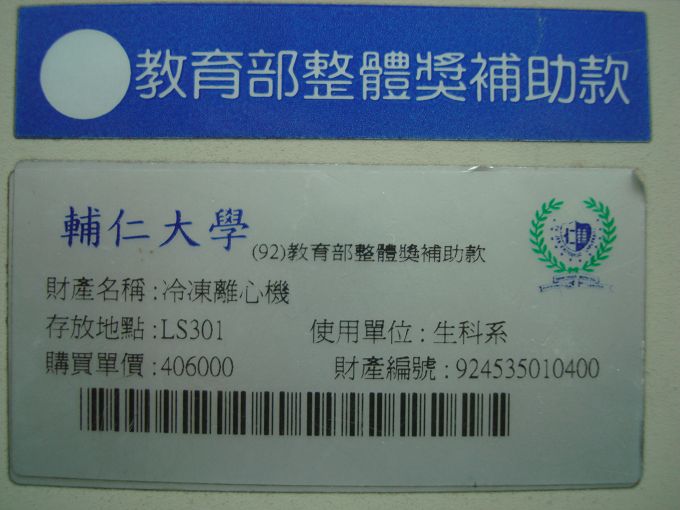 教育部整體獎補助款
輔仁大學 (92)教育部整體獎補助款
財產名稱:冷凍離心機
存放地點:LS301 使用單位:生科系
購買單價:406000 財產編號:924535010400